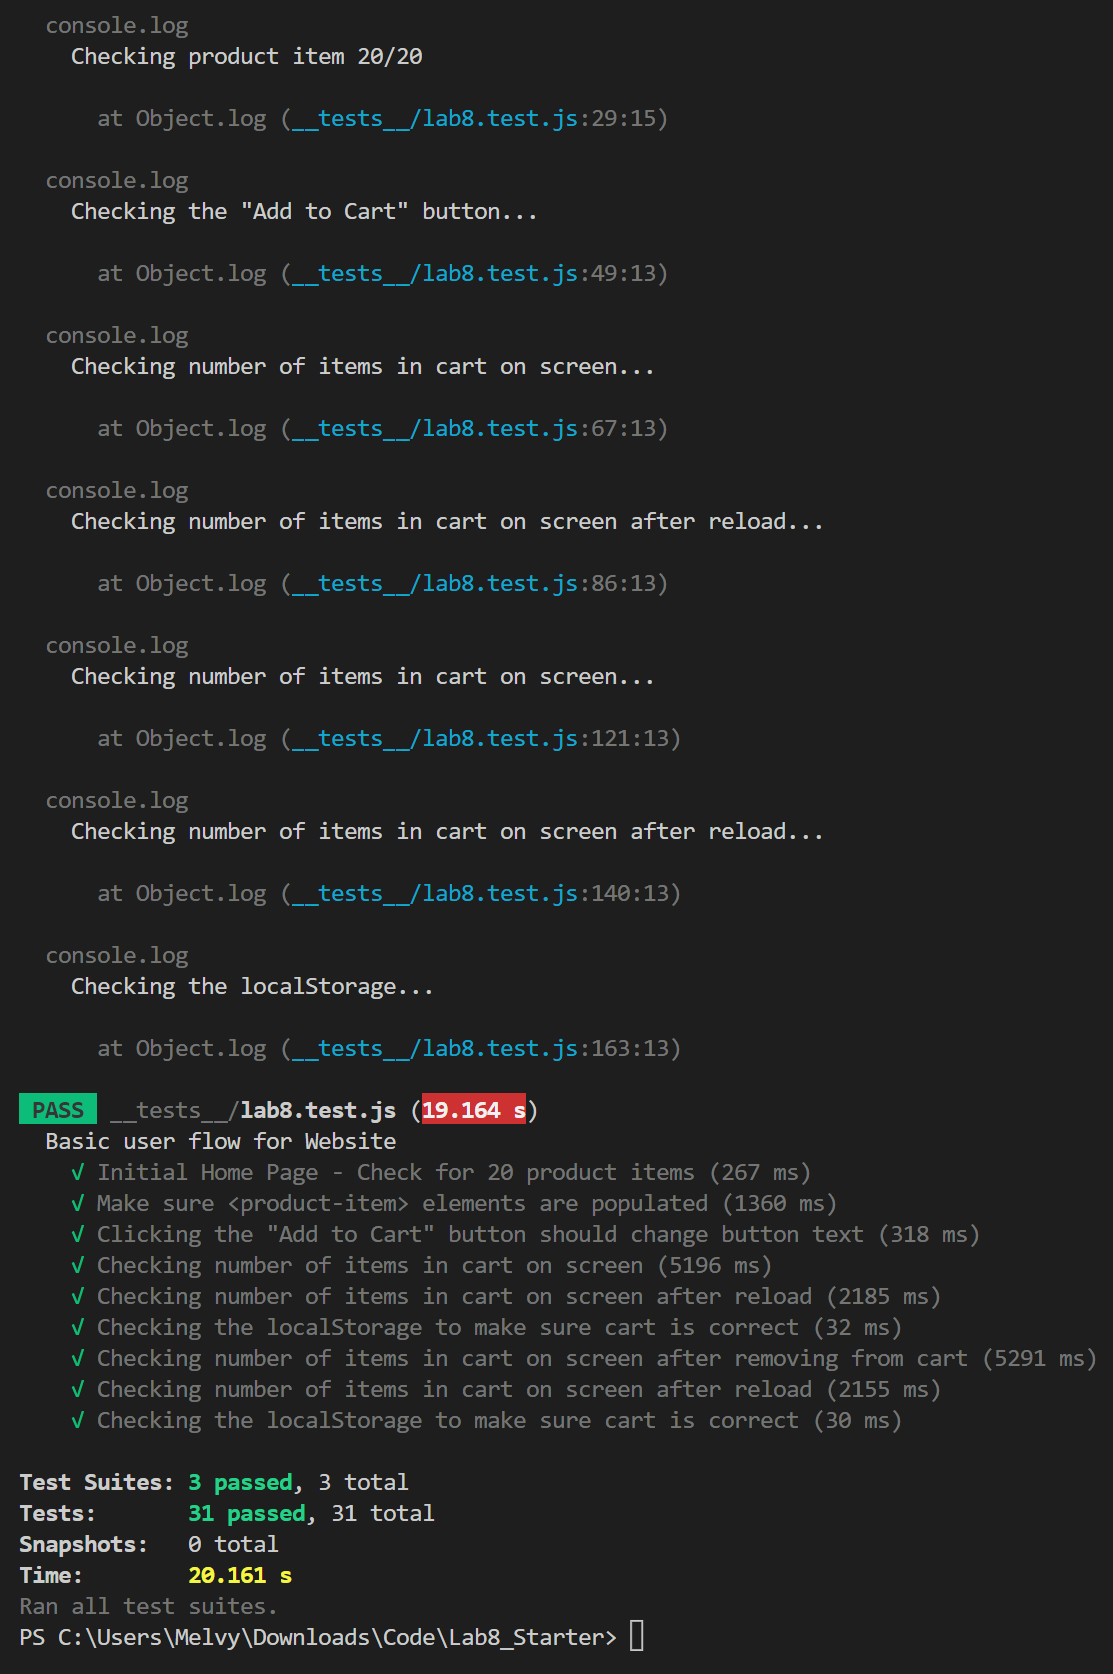 console.log
Checking product item 20/20
at Object.log (__tests__/lab8.test.js:29:15)
console.log
Checking the "Add to Cart" button...
at Object.log (__tests__/lab8.test.js:49:13)
console.log
Checking number of items in cart on screen...
at Object.log (__tests__/lab8.test.js:67:13)
console.log
Checking number of items in cart on screen after reload...
at Object.log (__tests__/lab8.test.js:86:13)
console.log
Checking number of items in cart on screen...
at Object.log (__tests__/lab8.test.js:121:13)
console.log
Checking number of items in cart on screen after reload...
at Object.log (__tests__/lab8.test.js:140:13)
console.log
Checking the localStorage...
at Object.log (__tests__/lab8.test.js:163:13)
PASS __tests__/lab8.test.js (19.164 s)
Basic user flow for Website
√ Initial Home Page - Check for 20 product items (267 ms)
√ Make sure <product-item> elements are populated (1360 ms)
√ Clicking the "Add to Cart" button should change button text (318 ms)
√ Checking number of items in cart on screen (5196 ms)
√ Checking number of items in cart on screen after reload (2185 ms)
√ Checking the localStorage to make sure cart is correct (32 ms)
√ Checking number of items in cart on screen after removing from cart (5291 ms)
√ Checking number of items in cart on screen after reload (2155 ms)
√ Checking the localStorage to make sure cart is correct (30 ms)
Test Suites: 3 passed, 3 total
Tests: 31 passed, 31 total
Snapshots: 0 total
Time: 20.161 s
Ran all test suites.
PS C:\Users\Melvy\Downloads\Code\Lab8_Starter>